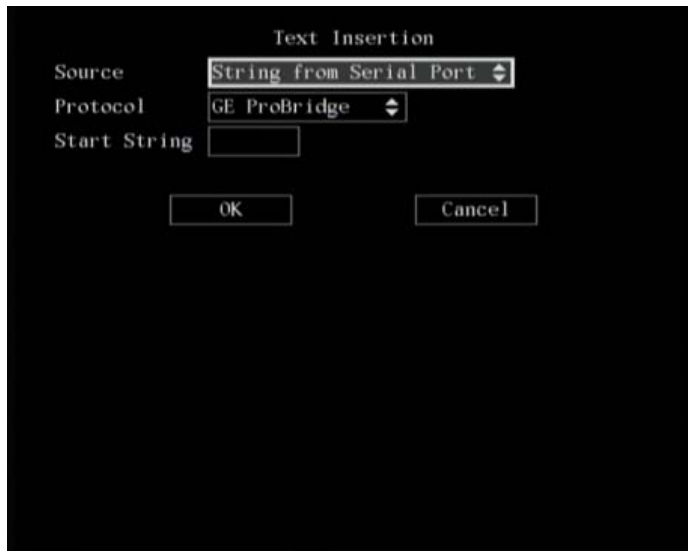 Text Insertion
Source String from Serial Port
Protocol GE ProBridge
Start String
OK Cancel